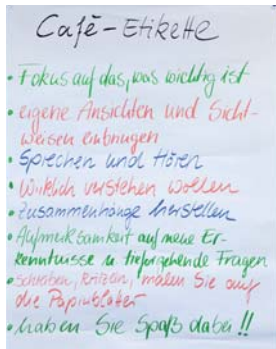 Café-Etikette
• Fokus auf das, was wichtig ist
• eigene Ansichten und Sicht-
weisen einbringen
• Sprechen und Hören
• Wirklich verstehen wollen
• Zusammenhänge herstellen
• Aufmerksamkeit auf neue Er-
kenntnisse u tiefergehende Fragen
• schreiben, kritzeln, malen Sie auf
die Papierblätter
• haben Sie Spaß dabei!!